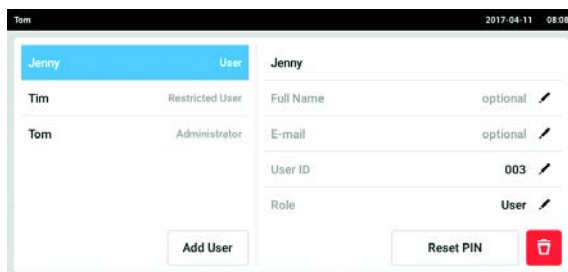 Tom 2017-04-11 08:08
Jenny User
Tim Restricted User
Tom Administrator
Add User
Jenny
Full Name optional
E-mail optional
User ID 003
Role User
Reset PIN